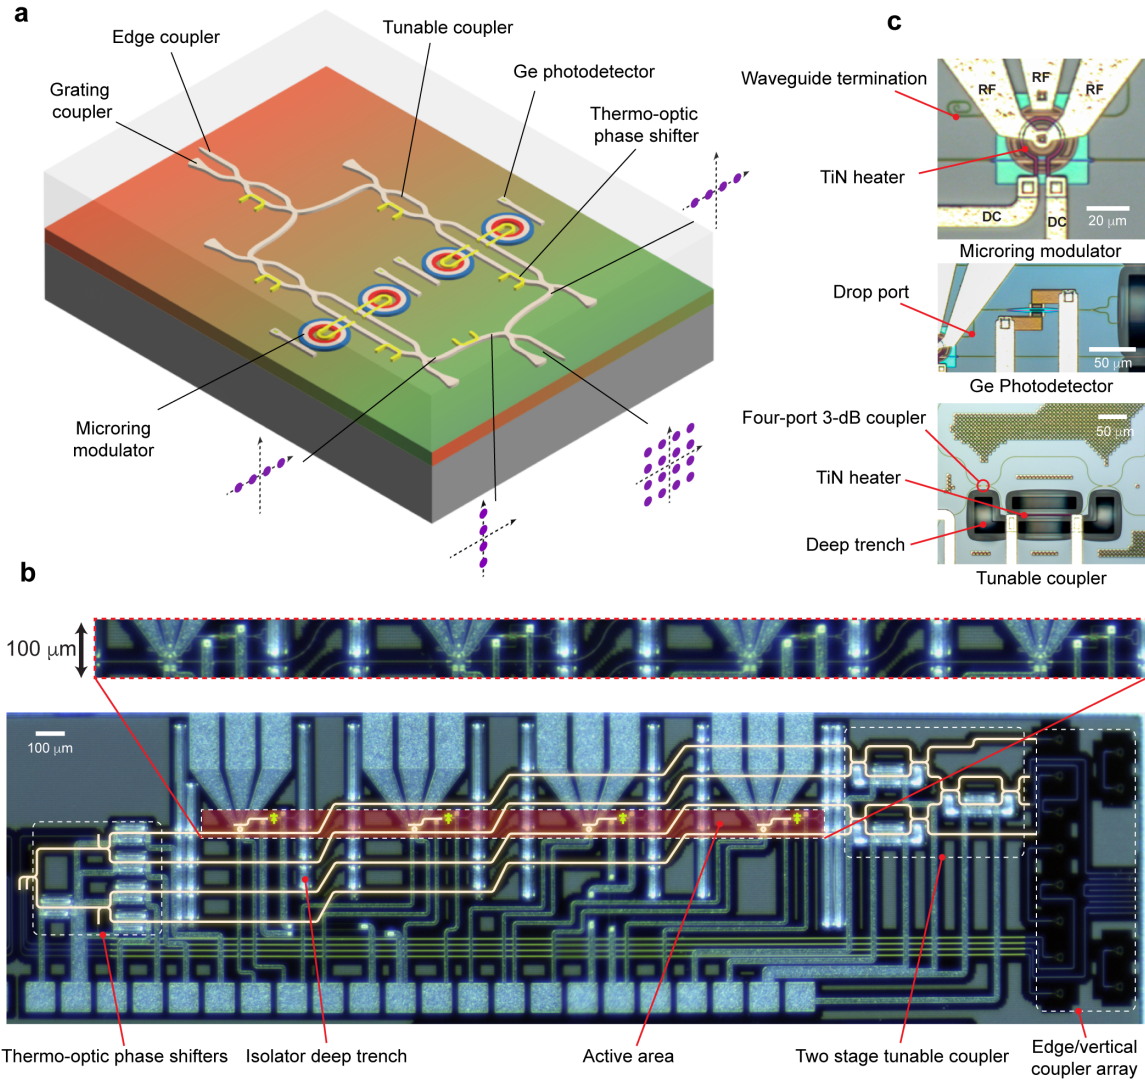 a
Edge coupler
Tunable coupler
Grating
coupler
Ge photodetector
Thermo-optic
phase shifter
Microring
modulator
c
Waveguide termination
RF
RF
RF
TiN heater
DC
DC
20 μm
Microring modulator
Drop port
50 μm
Ge Photodetector
Four-port 3-dB coupler
50 μm
TiN heater
Deep trench
Tunable coupler
b
100 μm
100 μm
Thermo-optic phase shifters
Isolator deep trench
Active area
Two stage tunable coupler
Edge/vertical
coupler array